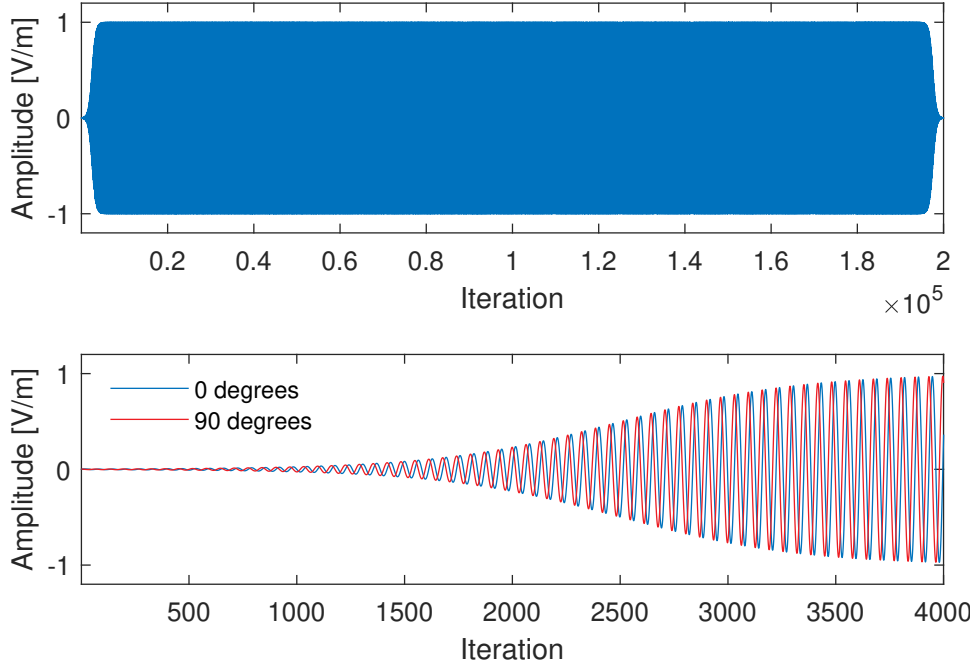 1
0
-1
Amplitude [V/m]
0.2 0.4 0.6 0.8 1 1.2 1.4 1.6 1.8 2
Iteration
×10^5
1
0
-1
Amplitude [V/m]
0 degrees
90 degrees
500 1000 1500 2000 2500 3000 3500 4000
Iteration